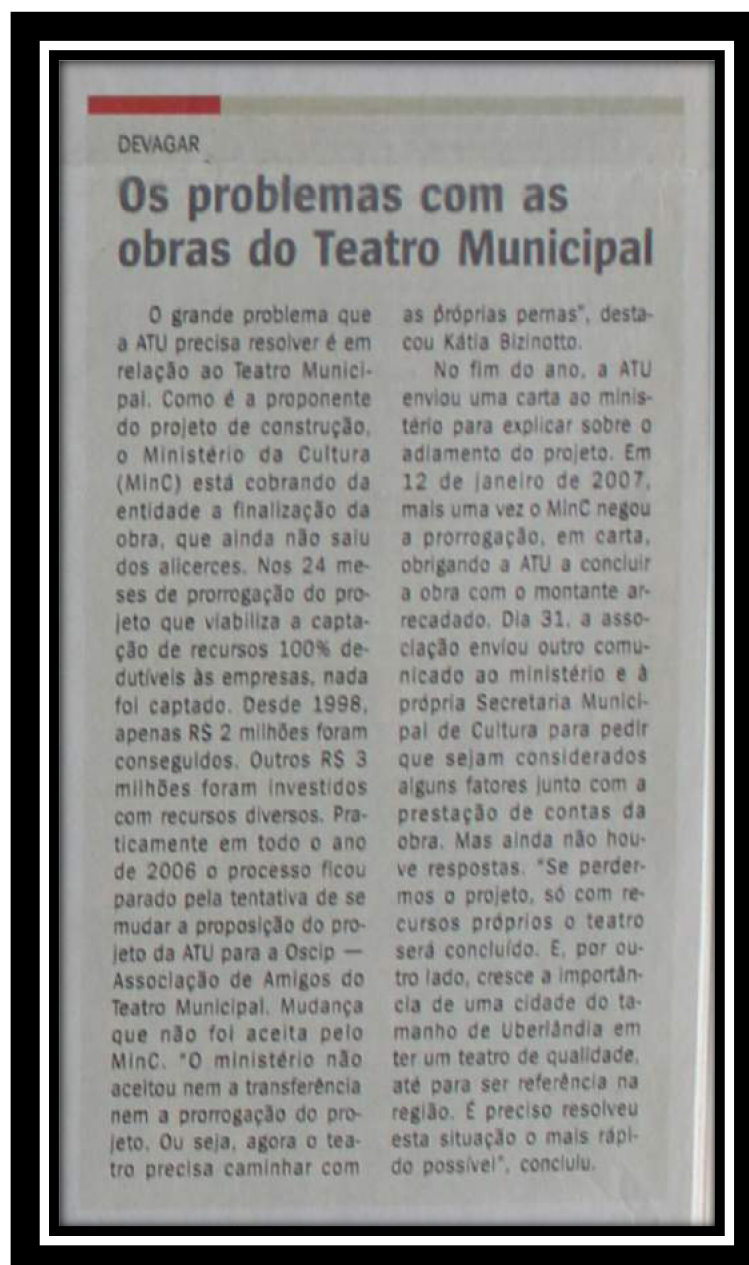 DEVAGAR
Os problemas com as
obras do Teatro Municipal
O grande problema que
a ATU precisa resolver é em
relação ao Teatro Munici-
pal. Como é a proponente
do projeto de construção,
o Ministério da Cultura
(MinC) está cobrando da
entidade a finalização da
obra, que ainda não saiu
dos alicerces. Nos 24 me-
ses de prorrogação do pro-
jeto que viabiliza a capta-
ção de recursos 100% de-
dutíveis às empresas, nada
foi captado. Desde 1998,
apenas R$ 2 milhões foram
conseguidos. Outros R$ 3
milhões foram investidos
com recursos diversos. Pra-
ticamente em todo o ano
de 2006 o processo ficou
parado pela tentativa de se
mudar a proposição do pro-
jeto da ATU para a Oscip —
Associação de Amigos do
Teatro Municipal. Mudança
que não foi aceita pelo
MinC. "O ministério não
aceitou nem a transferência
nem a prorrogação do pro-
jeto. Ou seja, agora o tea-
tro precisa caminhar com
as próprias pernas", desta-
cou Kátia Bizinotto.
No fim do ano, a ATU
enviou uma carta ao minis-
tério para explicar sobre o
adiamento do projeto. Em
12 de janeiro de 2007,
mais uma vez o MinC negou
a prorrogação, em carta,
obrigando a ATU a concluir
a obra com o montante ar-
recadado. Dia 31, a asso-
ciação enviou outro comu-
nicado ao ministério e à
própria Secretaria Munici-
pal de Cultura para pedir
que sejam considerados
alguns fatores junto com a
prestação de contas da
obra. Mas ainda não hou-
ve respostas. "Se perder-
mos o projeto, só com re-
cursos próprios o teatro
será concluído. E, por ou-
tro lado, cresce a importân-
cia de uma cidade do ta-
manho de Uberlândia em
ter um teatro de qualidade,
até para ser referência na
região. É preciso resolveu
esta situação o mais rápi-
do possível", concluiu.